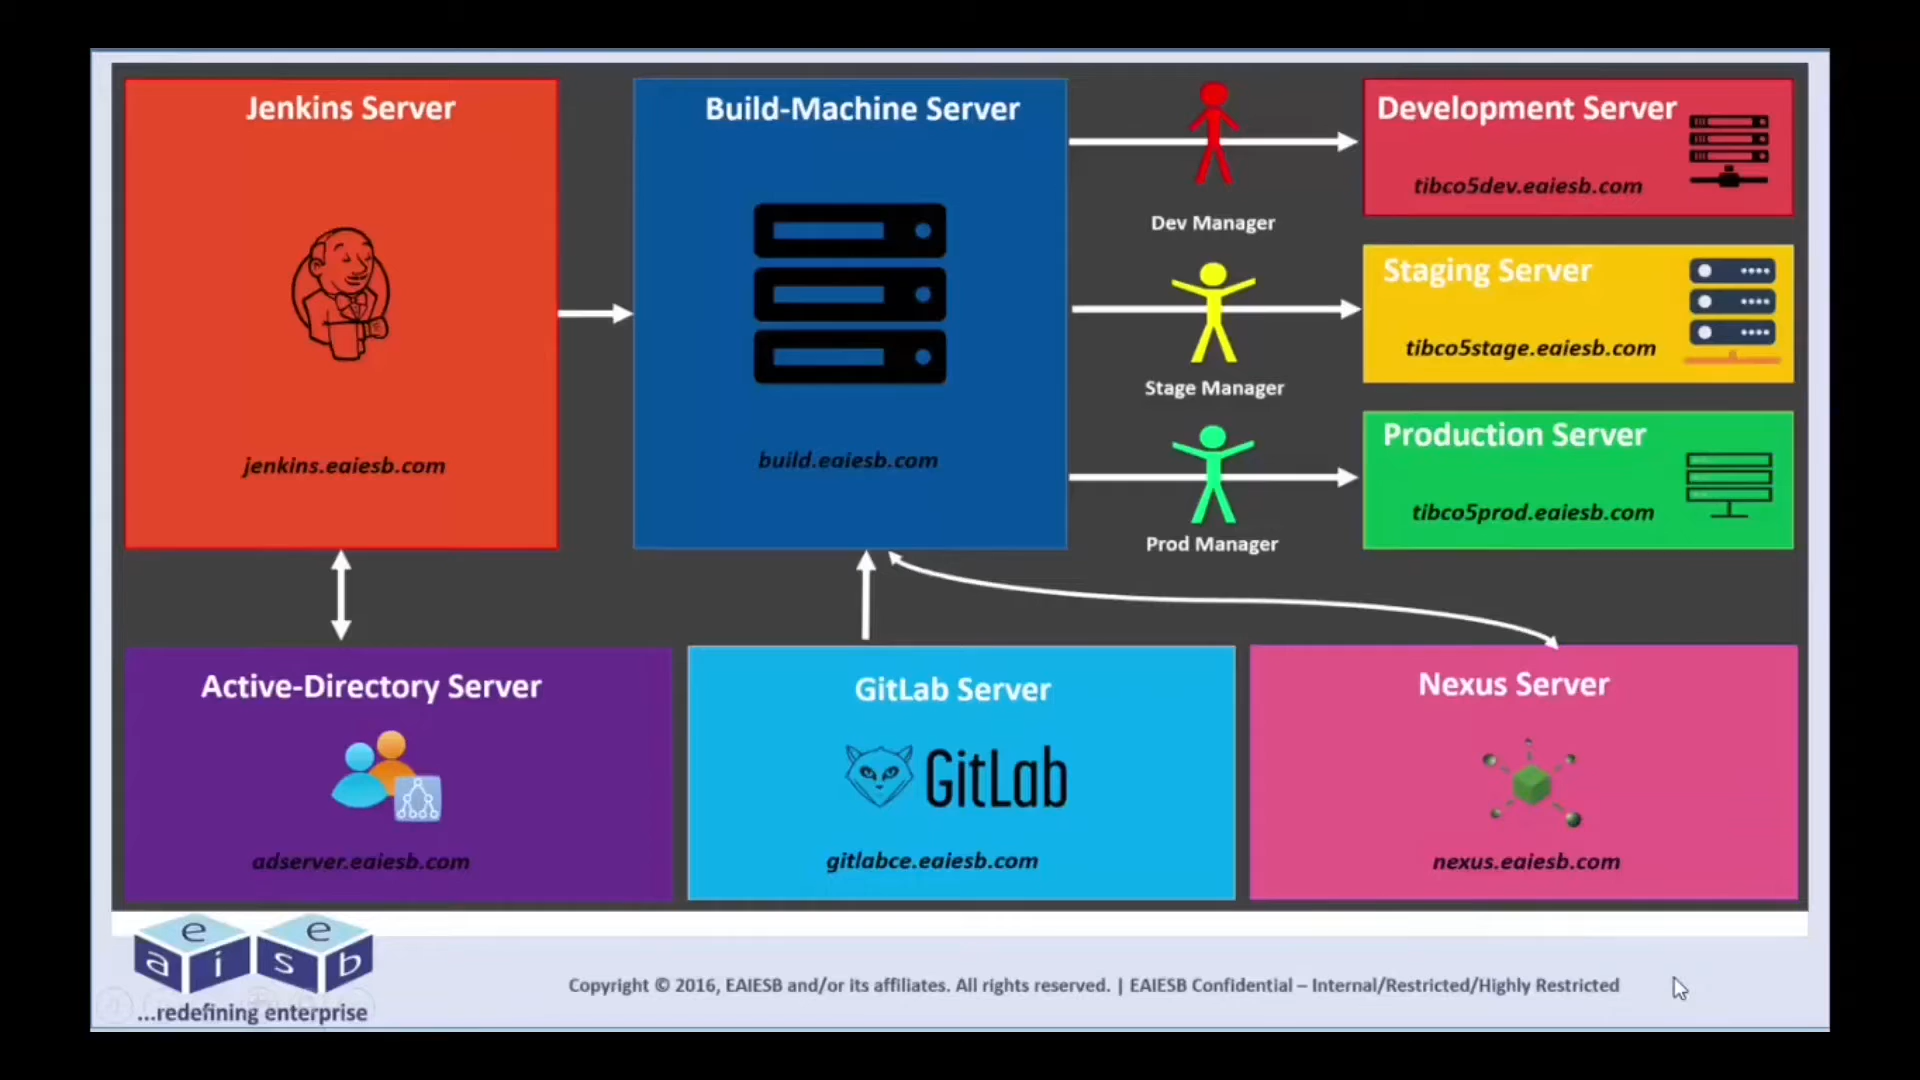 Jenkins Server
jenkins.eaiesb.com
Build-Machine Server
build.eaiesb.com
Dev Manager
Stage Manager
Prod Manager
Development Server
tibco5dev.eaiesb.com
Staging Server
tibco5stage.eaiesb.com
Production Server
tibco5prod.eaiesb.com
Active-Directory Server
adserver.eaiesb.com
GitLab Server
GitLab
gitlabce.eaiesb.com
Nexus Server
nexus.eaiesb.com
e e
a i s b
...redefining enterprise
Copyright © 2016, EAIESB and/or its affiliates. All rights reserved. | EAIESB Confidential – Internal/Restricted/Highly Restricted